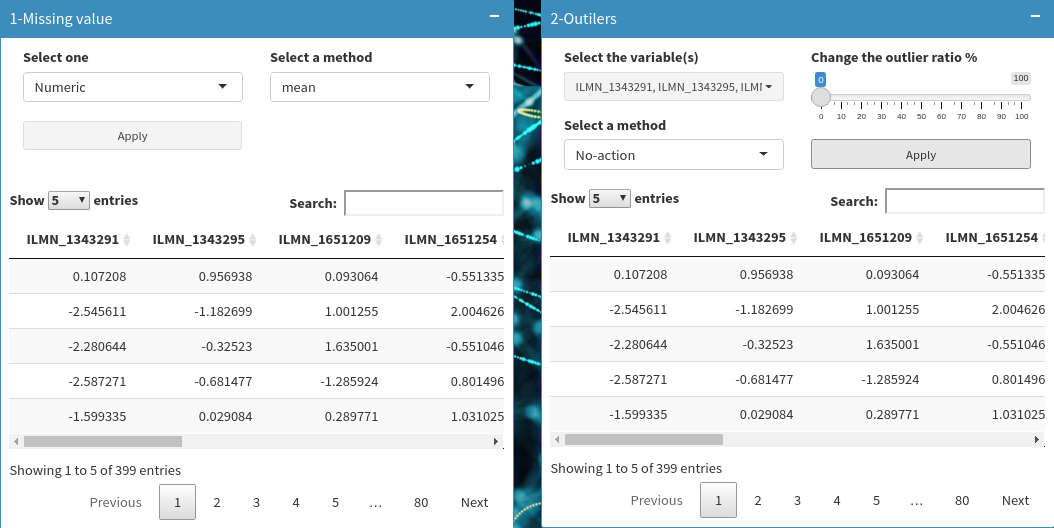 1-Missing value
−
Select one
Select a method
Numeric
mean
Apply
Show 5 entries
Search:
ILMN_1343291 ILMN_1343295 ILMN_1651209 ILMN_1651254
0.107208 0.956938 0.093064 -0.551335
-2.545611 -1.182699 1.001255 2.004626
-2.280644 -0.32523 1.635001 -0.551046
-2.587271 -0.681477 -1.285924 0.801496
-1.599335 0.029084 0.289771 1.031025
Showing 1 to 5 of 399 entries
Previous 1 2 3 4 5 … 80 Next
2-Outilers
−
Select the variable(s)
ILMN_1343291, ILMN_1343295, ILMI
Change the outlier ratio %
0 100
0 10 20 30 40 50 60 70 80 90 100
Select a method
No-action
Apply
Show 5 entries
Search:
ILMN_1343291 ILMN_1343295 ILMN_1651209 ILMN_1651254
0.107208 0.956938 0.093064 -0.551335
-2.545611 -1.182699 1.001255 2.004626
-2.280644 -0.32523 1.635001 -0.551046
-2.587271 -0.681477 -1.285924 0.801496
-1.599335 0.029084 0.289771 1.031025
Showing 1 to 5 of 399 entries
Previous 1 2 3 4 5 … 80 Next